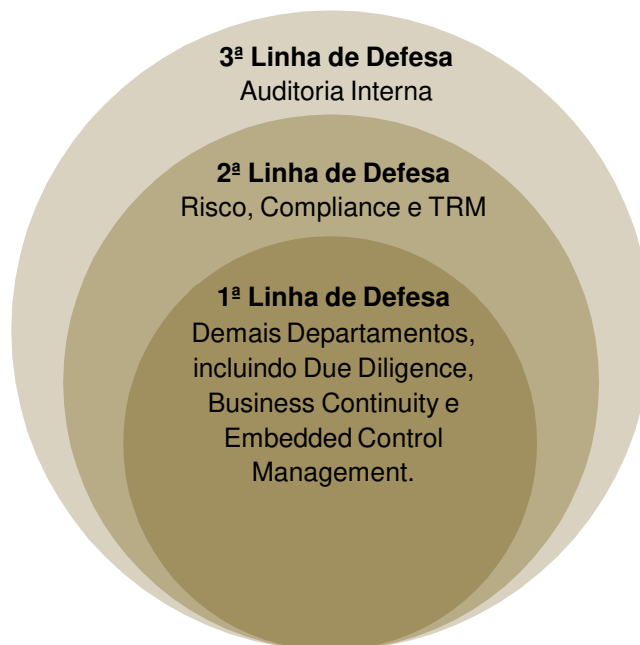 3ª Linha de Defesa
Auditoria Interna
2ª Linha de Defesa
Risco, Compliance e TRM
1ª Linha de Defesa
Demais Departamentos,
incluindo Due Diligence,
Business Continuity e
Embedded Control
Management.